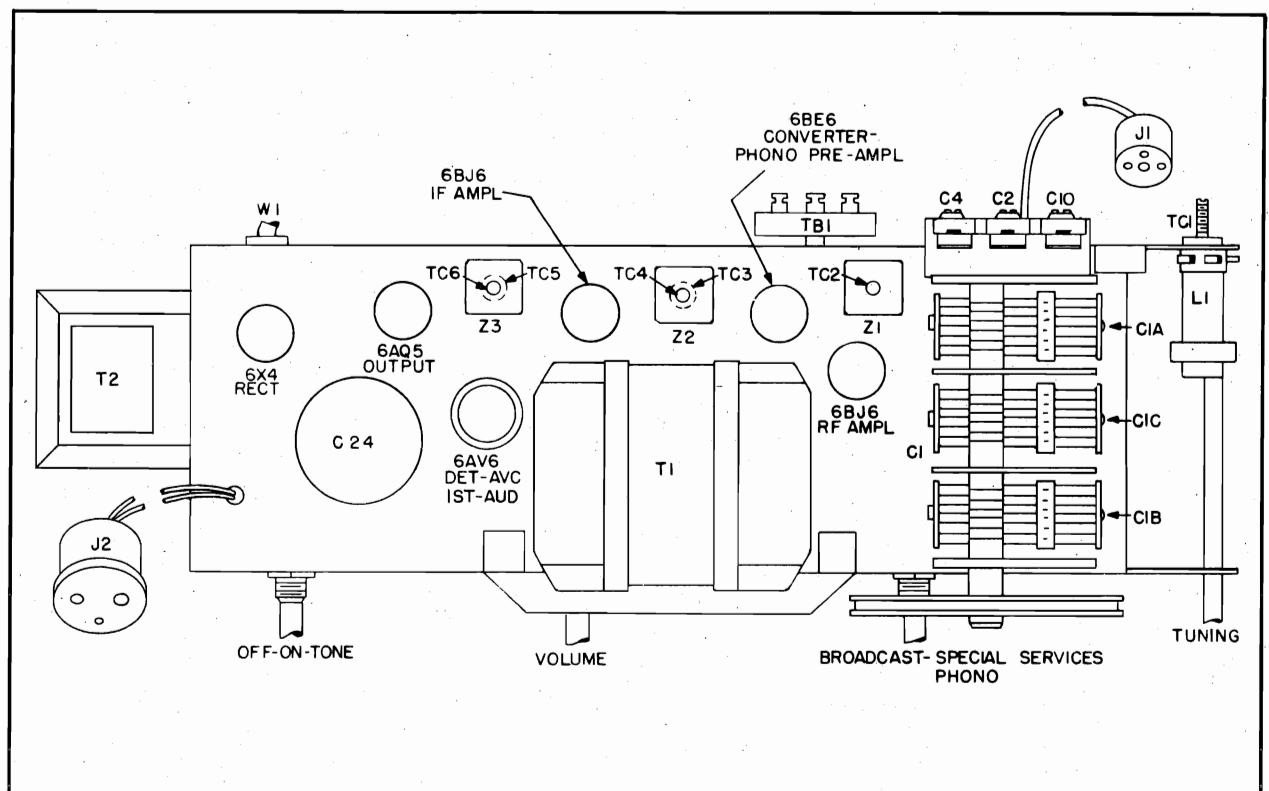 6BE6
CONVERTER-
PHONO PRE-AMPL
J1
6BJ6
IF AMPL
C4
C2
C10
W1
TB1
TC1
TC6
TC5
TC4
TC3
TC2
L1
Z3
Z2
Z1
C1A
6X4
RECT
6AQ5
OUTPUT
T2
6BJ6
RF AMPL
C1C
C24
C1
6AV6
DET-AVC
1ST-AUD
T1
C1B
J2
OFF-ON-TONE
VOLUME
BROADCAST-SPECIAL SERVICES
PHONO
TUNING